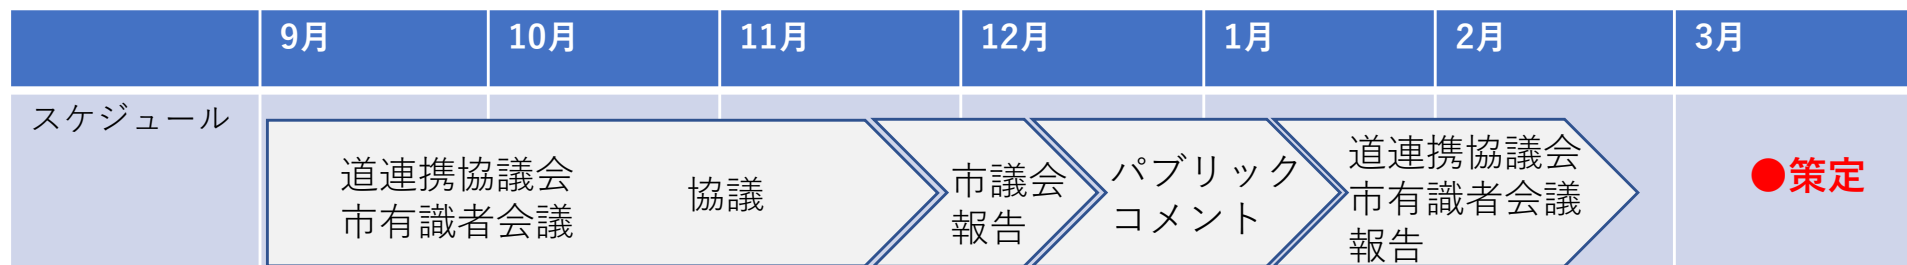 9月 10月 11月 12月 1月 2月 3月
スケジュール
道連携協議会
市有識者会議
協議
市議会
報告
パブリック
コメント
道連携協議会
市有識者会議
報告
●策定